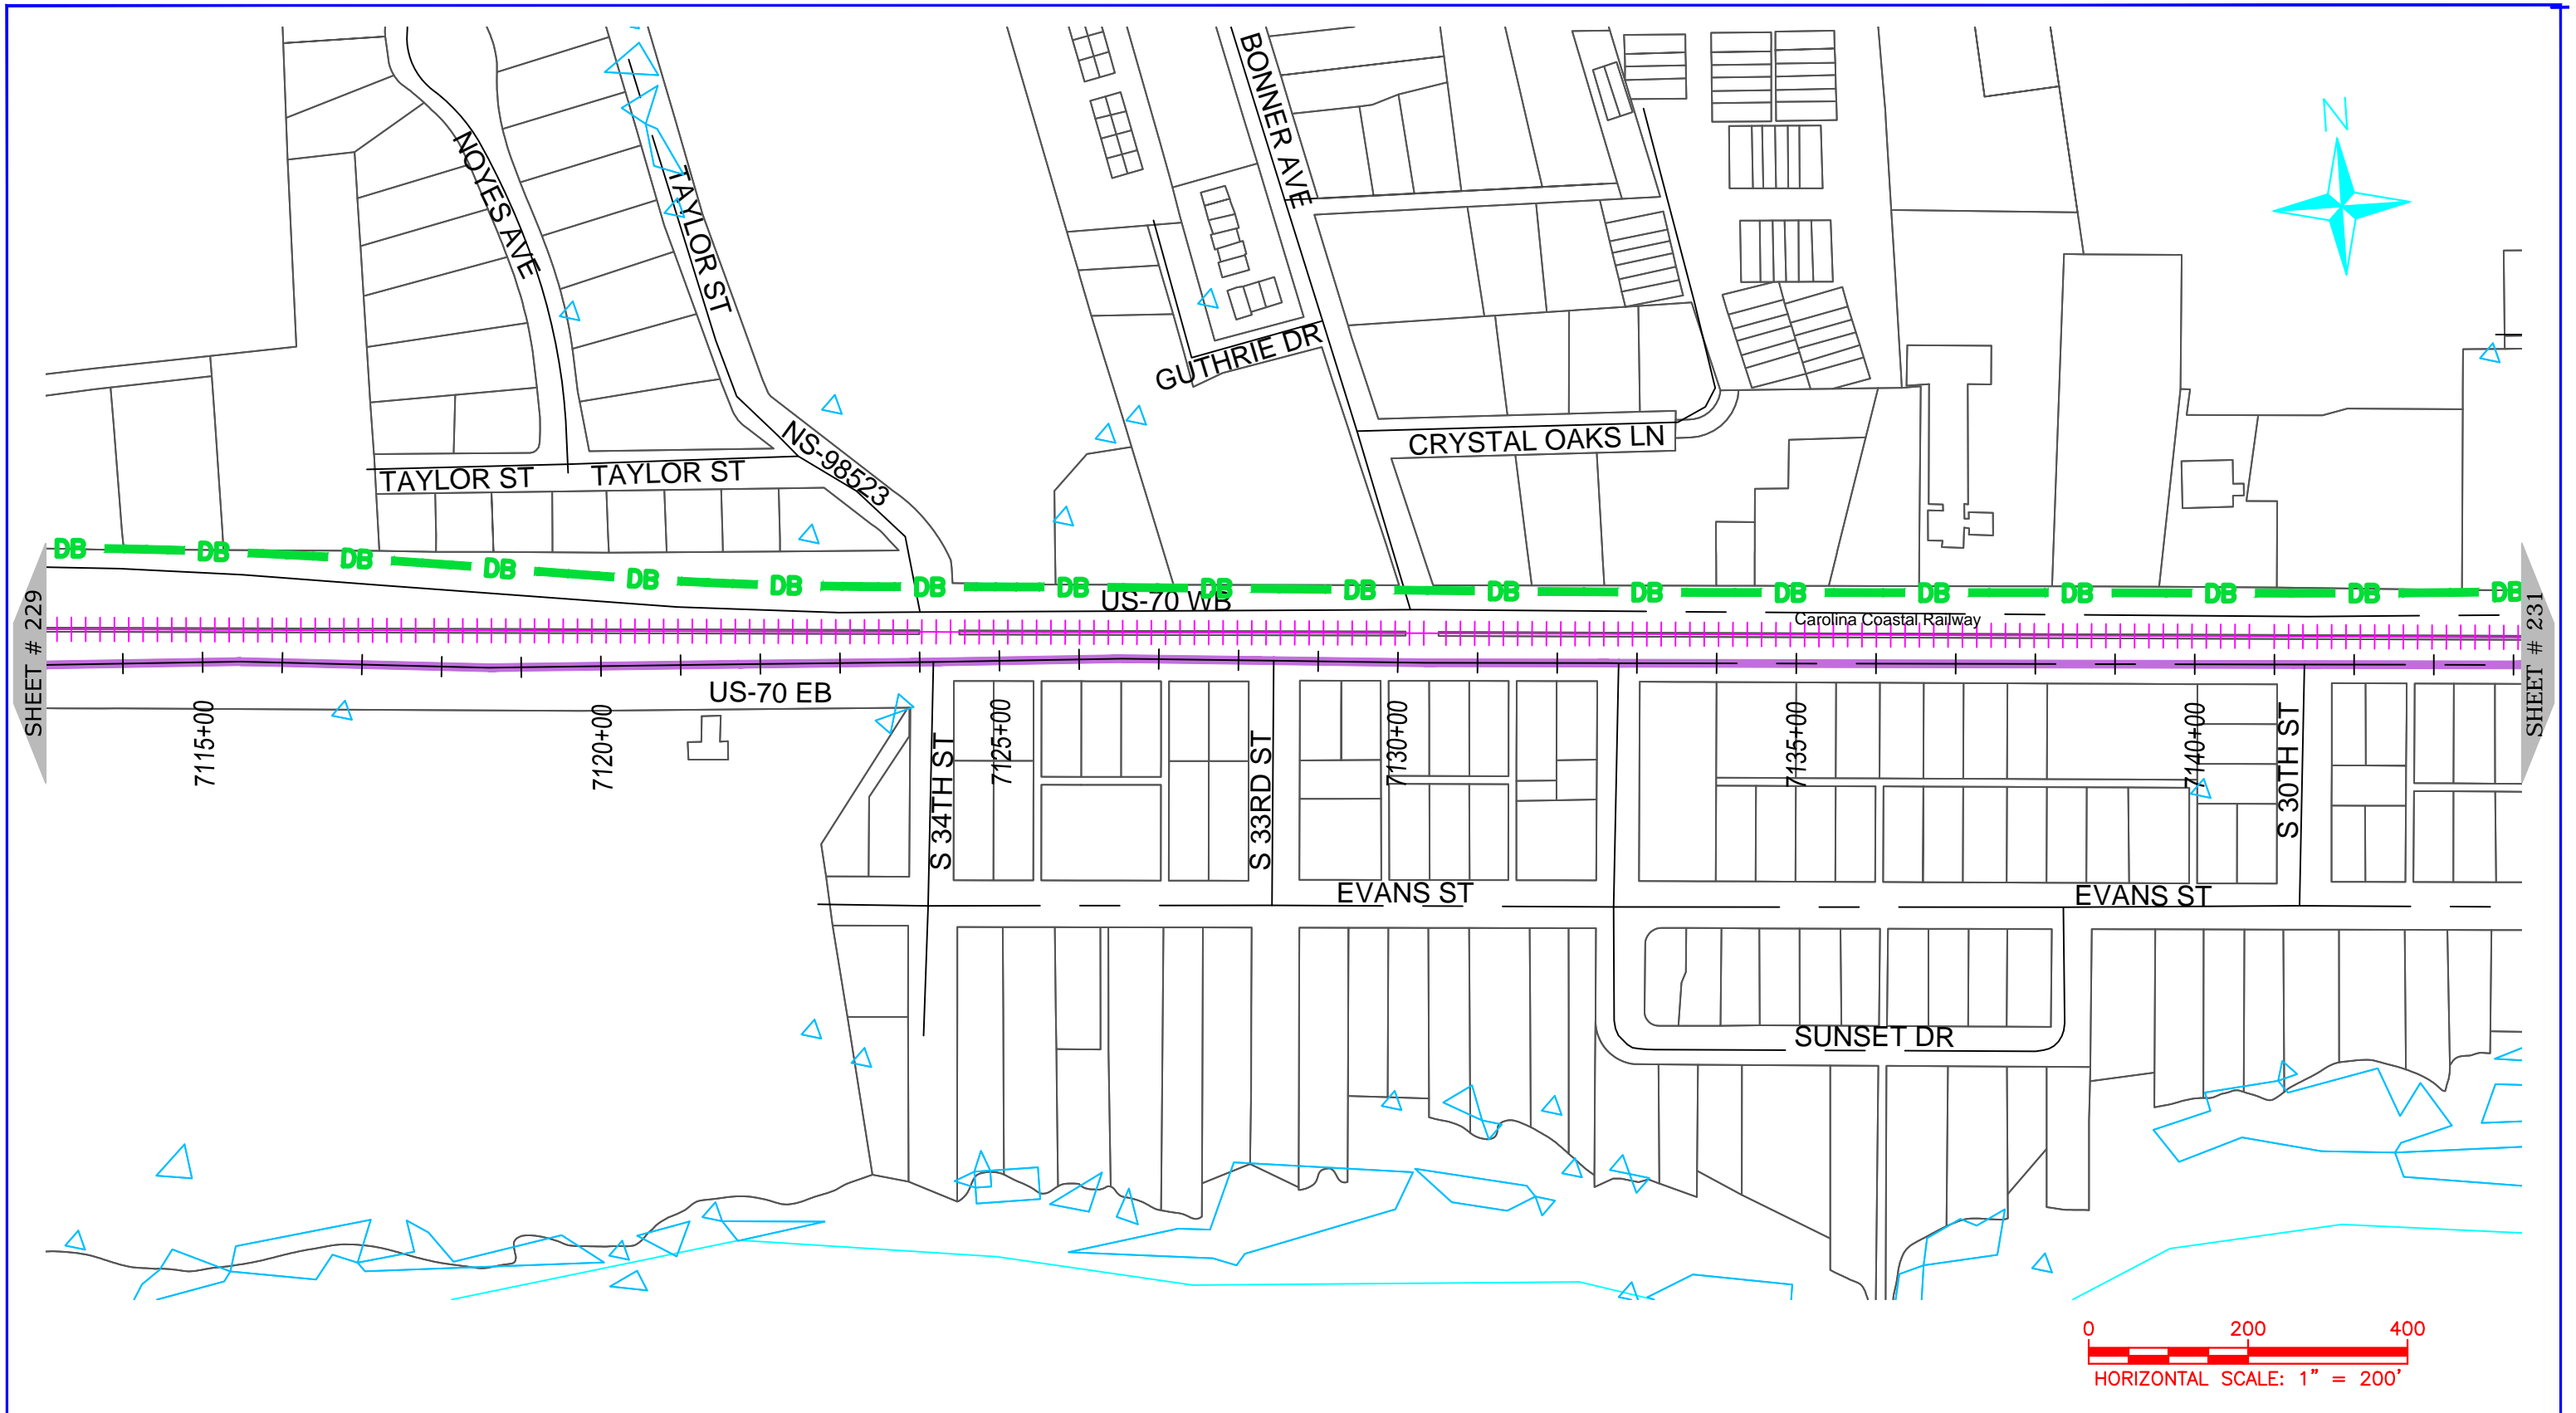 BONNER AVE
N
NOYES AVE
TAYLOR ST
GUTHRIE DR
CRYSTAL OAKS LN
NS-98523
TAYLOR ST
TAYLOR ST
DB DB DB DB DB DB DB DB DB DB DB DB DB DB DB DB DB DB
US-70 WB
Carolina Coastal Railway
SHEET # 229
SHEET # 231
US-70 EB
7115+00
7120+00
7125+00
7130+00
7135+00
7140+00
S 34TH ST
S 33RD ST
S 30TH ST
EVANS ST
EVANS ST
SUNSET DR
0 200 400
HORIZONTAL SCALE: 1" = 200'